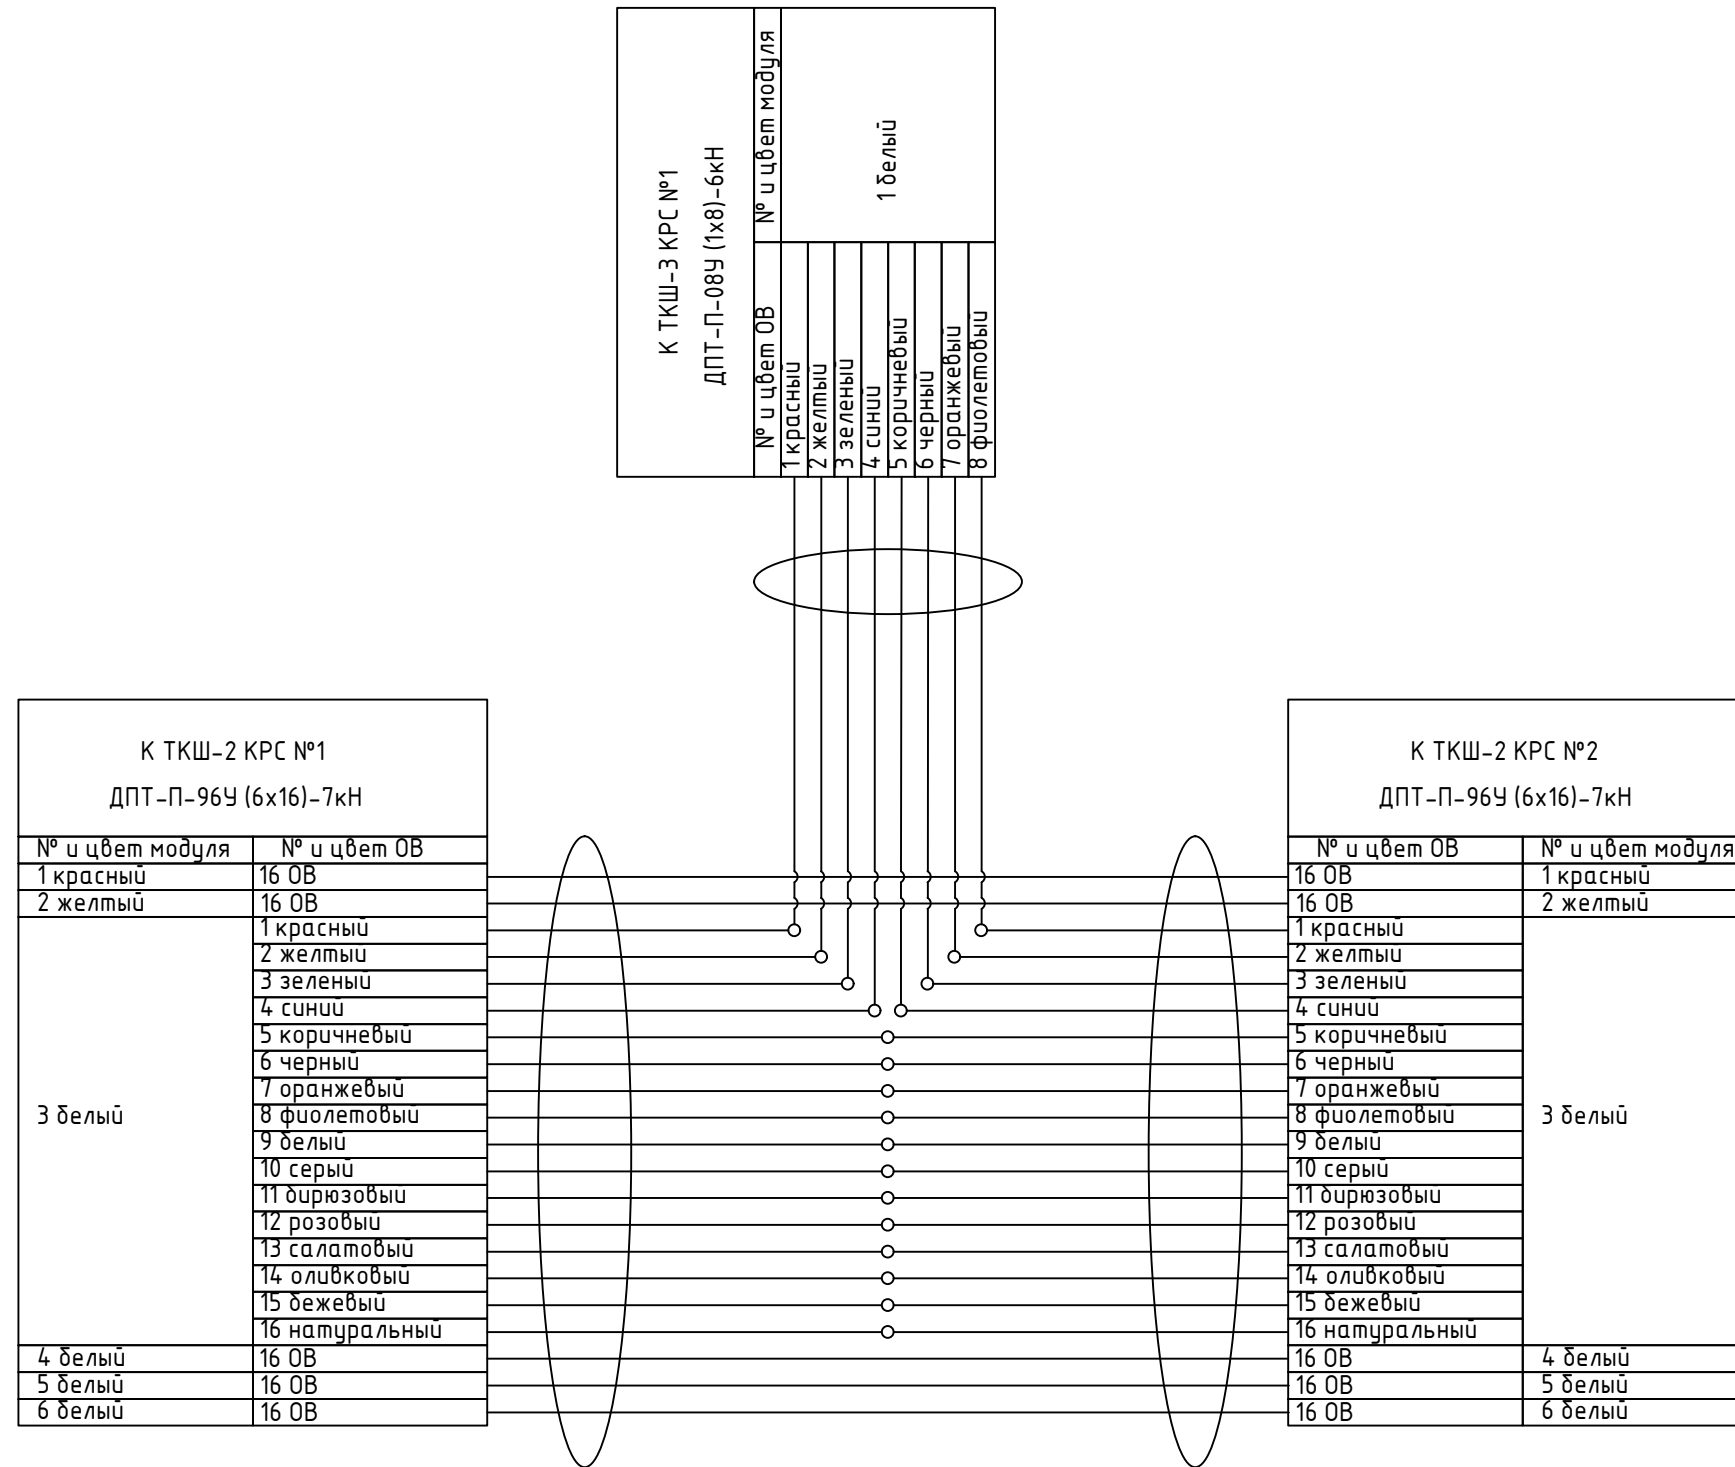 К ТКШ-3 КРС №1
ДПТ-П-08У (1х8)-6кН
№ и цвет модуля
1 белый
№ и цвет ОВ
1 красный
2 желтый
3 зеленый
4 синий
5 коричневый
6 черный
7 оранжевый
8 фиолетовый
К ТКШ-2 КРС №1
ДПТ-П-96У (6х16)-7кН
№ и цвет модуля № и цвет ОВ
1 красный 16 ОВ
2 желтый 16 ОВ
1 красный
2 желтый
3 зеленый
4 синий
5 коричневый
6 черный
7 оранжевый
3 белый 8 фиолетовый
9 белый
10 серый
11 бирюзовый
12 розовый
13 салатовый
14 оливковый
15 бежевый
16 натуральный
4 белый 16 ОВ
5 белый 16 ОВ
6 белый 16 ОВ
К ТКШ-2 КРС №2
ДПТ-П-96У (6х16)-7кН
№ и цвет ОВ № и цвет модуля
16 ОВ 1 красный
16 ОВ 2 желтый
1 красный
2 желтый
3 зеленый
4 синий
5 коричневый
6 черный
7 оранжевый
8 фиолетовый 3 белый
9 белый
10 серый
11 бирюзовый
12 розовый
13 салатовый
14 оливковый
15 бежевый
16 натуральный
16 ОВ 4 белый
16 ОВ 5 белый
16 ОВ 6 белый